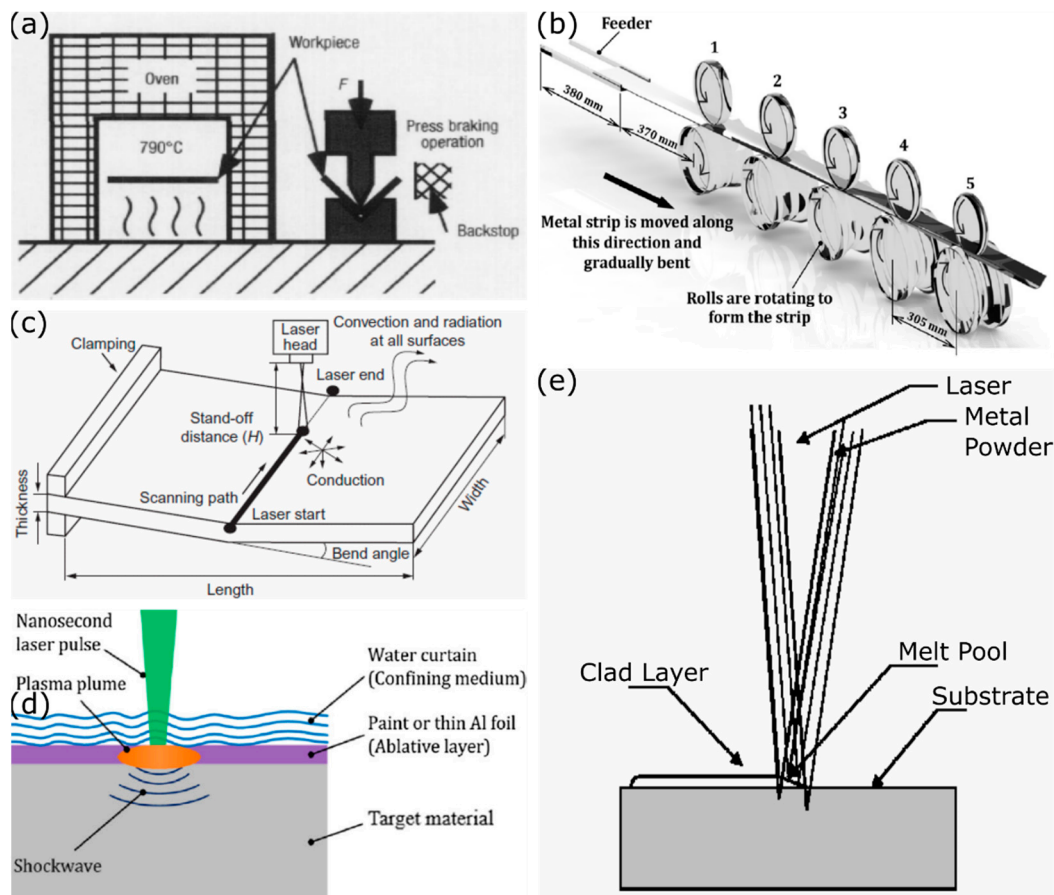 (a)
Workpiece
Oven
F
Press braking
operation
790°C
Backstop
(b)
Feeder
1
2
3
4
5
380 mm
370 mm
Metal strip is moved along
this direction and
gradually bent
Rolls are rotating to
form the strip
305 mm
(c)
Clamping
Laser
head
Convection and radiation
at all surfaces
Laser end
Stand-off
distance (H)
Conduction
Scanning path
Thickness
Laser start
Width
Bend angle
Length
(d)
Nanosecond
laser pulse
Plasma plume
Water curtain
(Confining medium)
Paint or thin Al foil
(Ablative layer)
Target material
Shockwave
(e)
Laser
Metal
Powder
Melt Pool
Clad Layer
Substrate